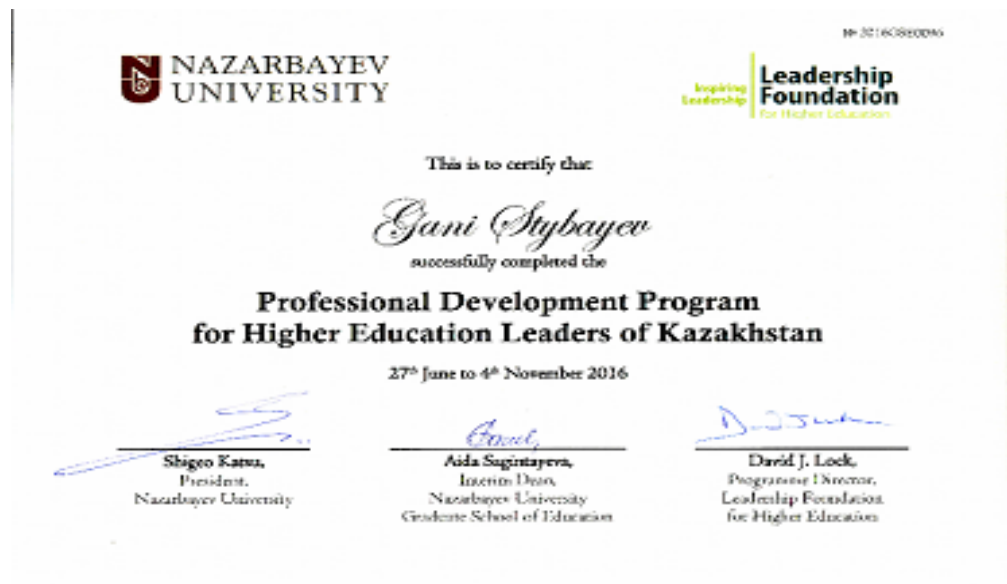 NAZARBAYEV
UNIVERSITY
Inspiring
Leadership
Leadership
Foundation
for Higher Education
This is to certify that
Gani Stybayev
successfully completed the
Professional Development Program
for Higher Education Leaders of Kazakhstan
27th June to 4th November 2016
Shigeo Katsu,
President,
Nazarbayev University
Aida Sagintayeva,
Interim Dean,
Nazarbayev University
Graduate School of Education
David J. Lock,
Programme Director,
Leadership Foundation
for Higher Education